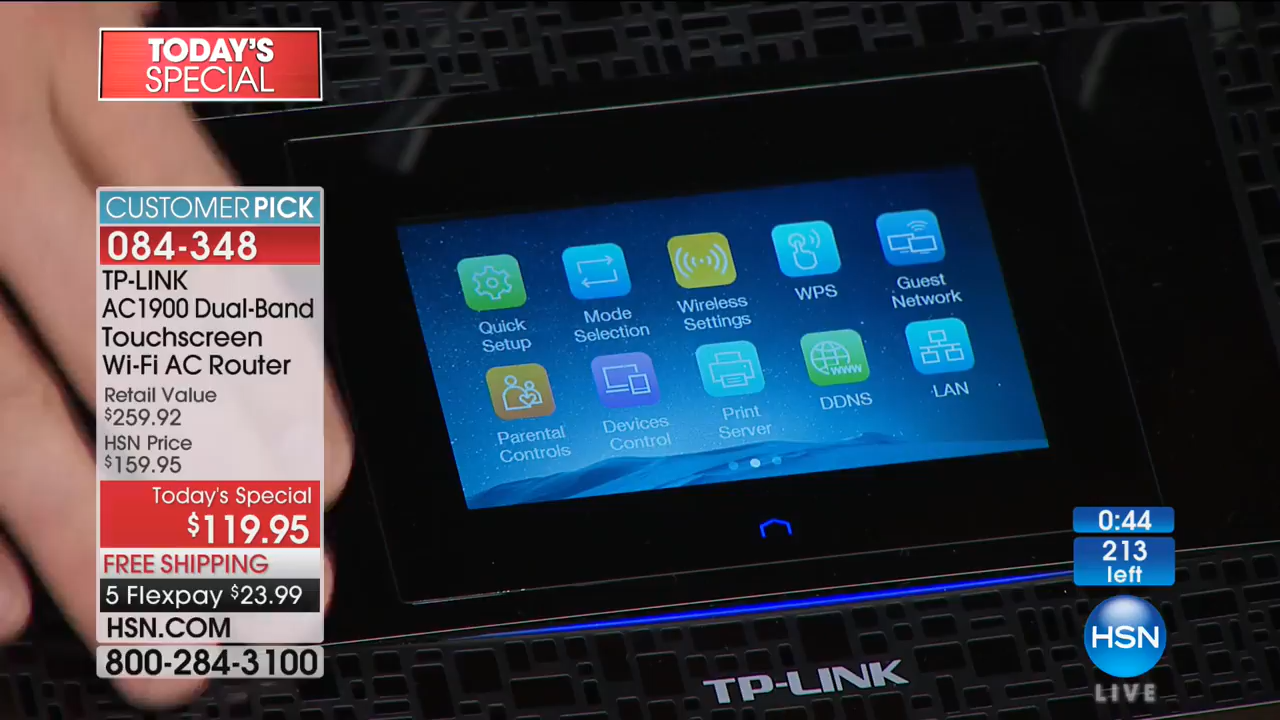 TODAY'S
SPECIAL
CUSTOMER PICK
084-348
TP-LINK
AC1900 Dual-Band
Touchscreen
Wi-Fi AC Router
Retail Value
$259.92
HSN Price
$159.95
Today's Special
$119.95
FREE SHIPPING
5 Flexpay $23.99
HSN.COM
800-284-3100
Quick
Setup
Mode
Selection
Wireless
Settings
WPS
Guest
Network
Parental
Controls
Devices
Control
Print
Server
www
DDNS
LAN
TP-LINK
0:44
213
left
HSN
LIVE